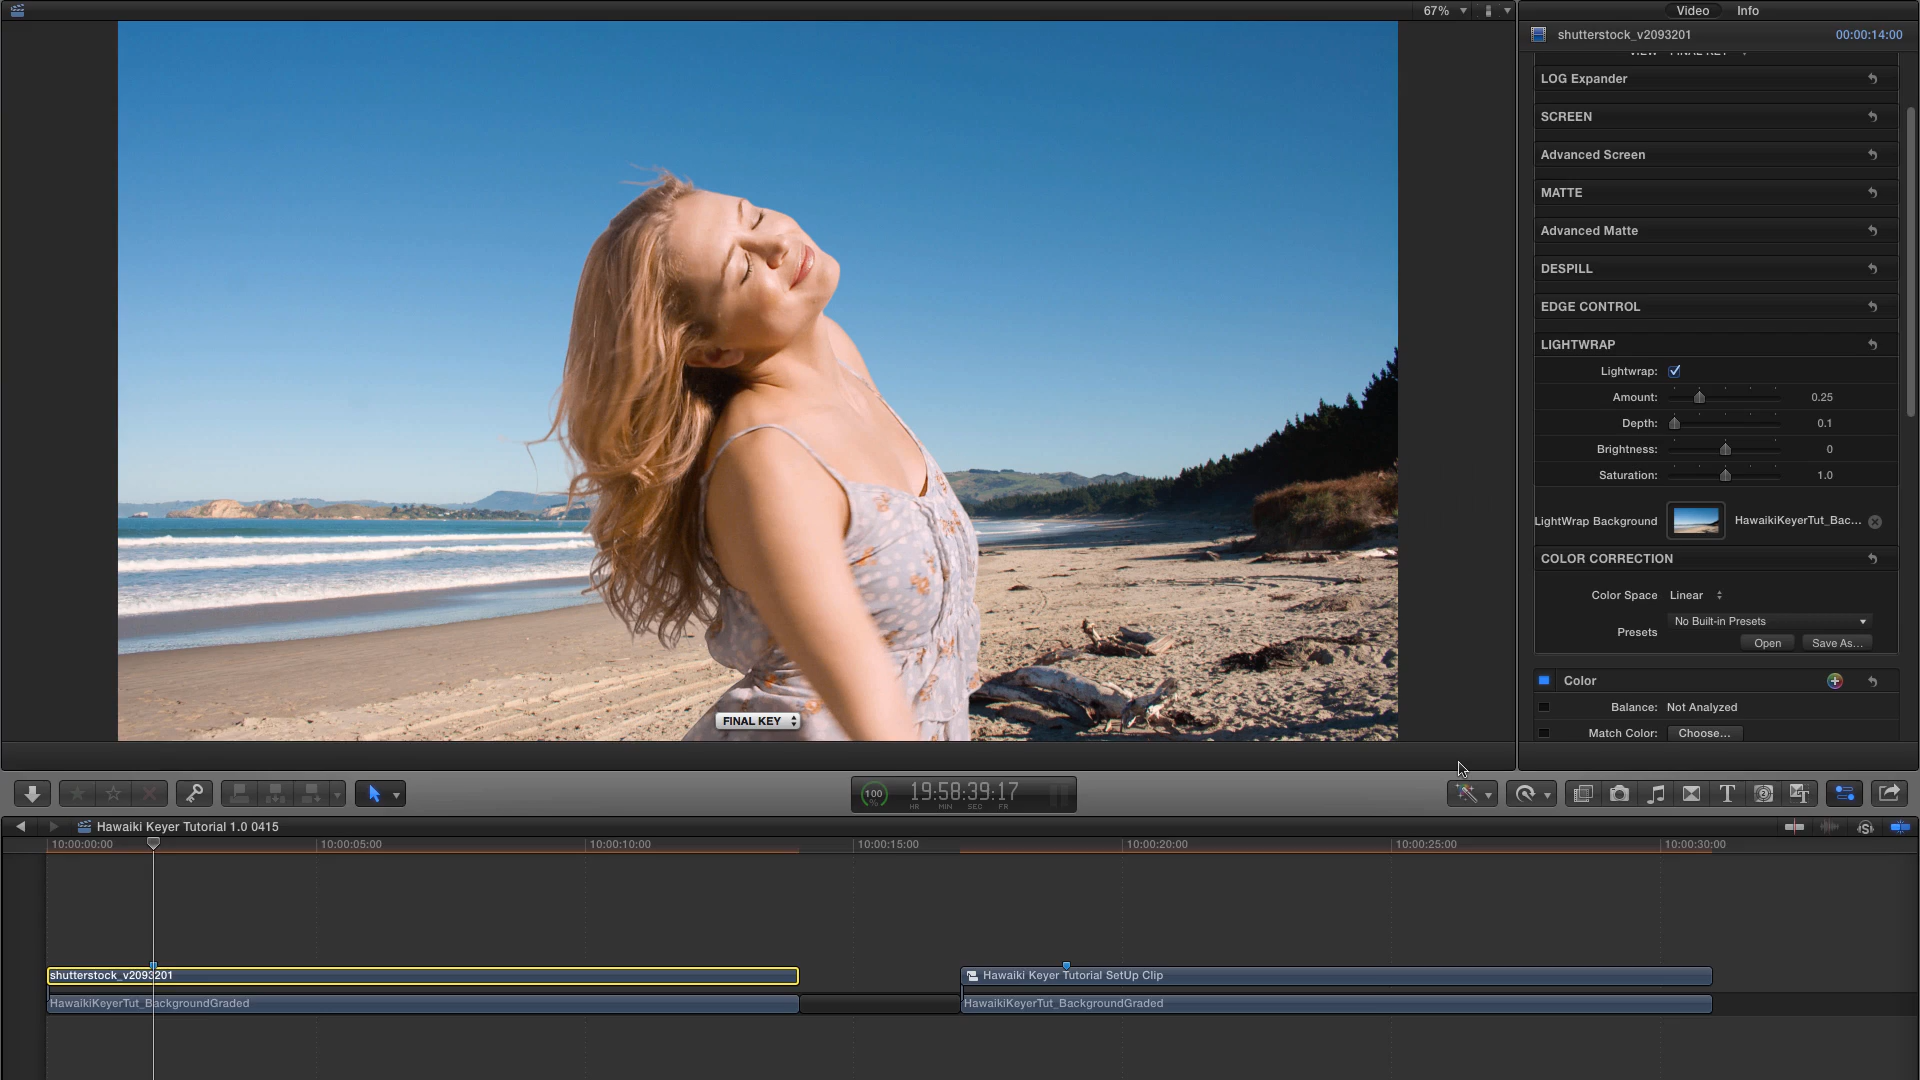 67%
Video Info
shutterstock_v2093201 00:00:14:00
VIEW FINAL KEY
LOG Expander
SCREEN
Advanced Screen
MATTE
Advanced Matte
DESPILL
EDGE CONTROL
LIGHTWRAP
Lightwrap:
Amount: 0.25
Depth: 0.1
Brightness: 0
Saturation: 1.0
LightWrap Background HawaikiKeyerTut_Bac...
COLOR CORRECTION
Color Space Linear
Presets No Built-in Presets
Open Save As...
Color
Balance: Not Analyzed
Match Color: Choose...
FINAL KEY
100 % 19:58:39:17
HR MIN SEC FR
Hawaiki Keyer Tutorial 1.0 0415
10:00:00:00 10:00:05:00 10:00:10:00 10:00:15:00 10:00:20:00 10:00:25:00 10:00:30:00
shutterstock_v2093201 Hawaiki Keyer Tutorial SetUp Clip
HawaikiKeyerTut_BackgroundGraded HawaikiKeyerTut_BackgroundGraded